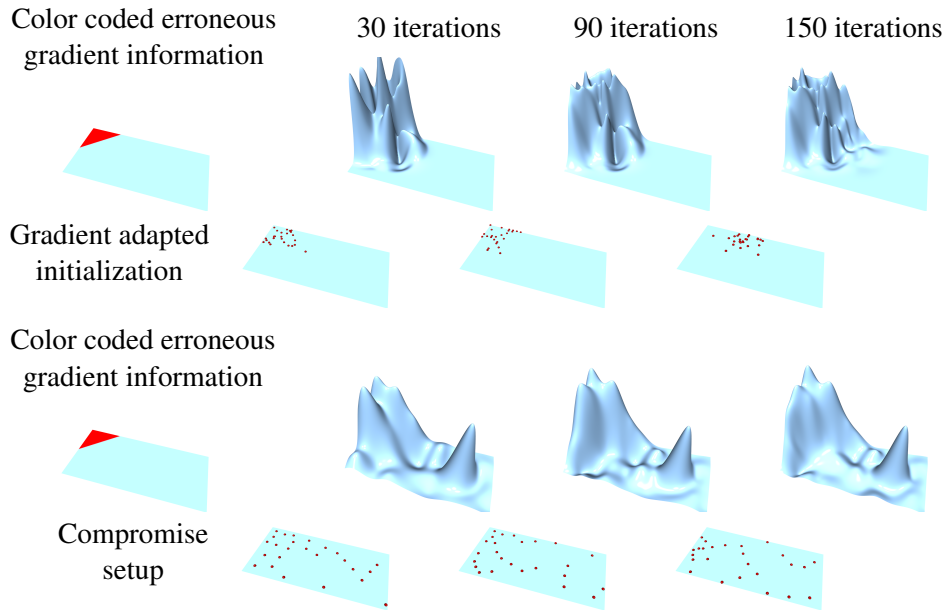 Color coded erroneous
gradient information
30 iterations
90 iterations
150 iterations
Gradient adapted
initialization
Color coded erroneous
gradient information
Compromise
setup